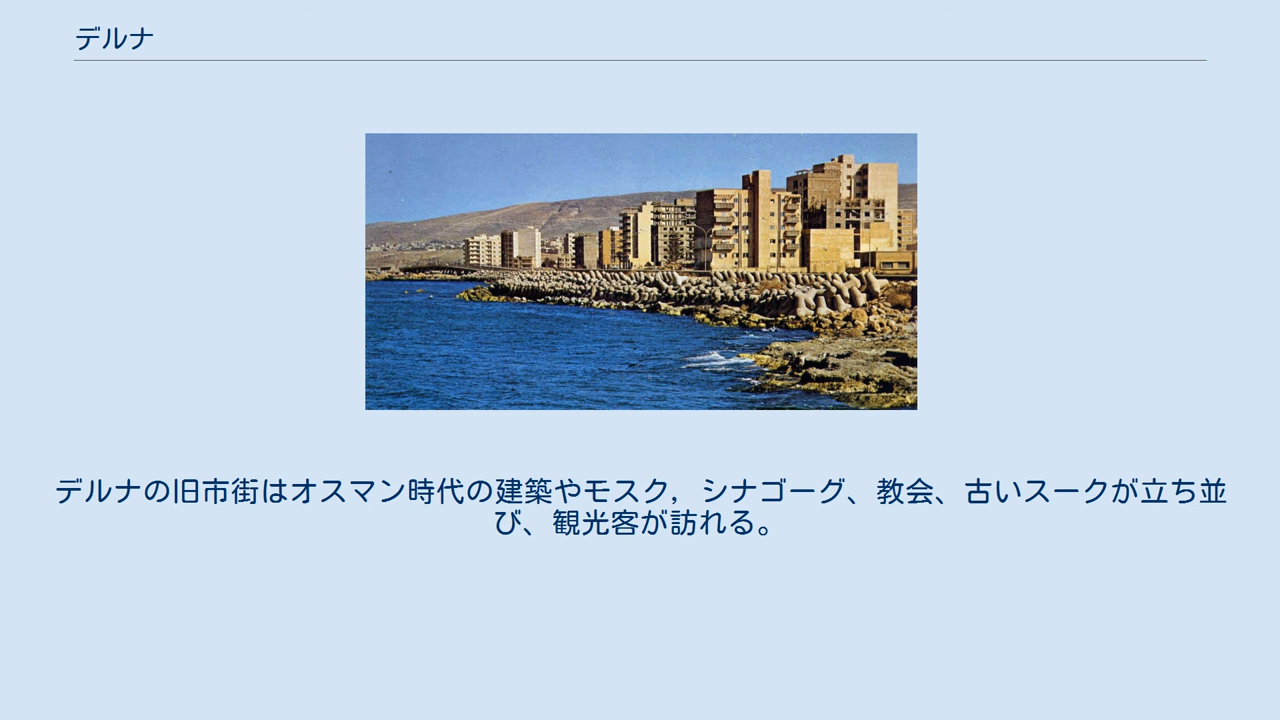 デルナ
デルナの旧市街はオスマン時代の建築やモスク，シナゴーグ、教会、古いスークが立ち並
び、観光客が訪れる。